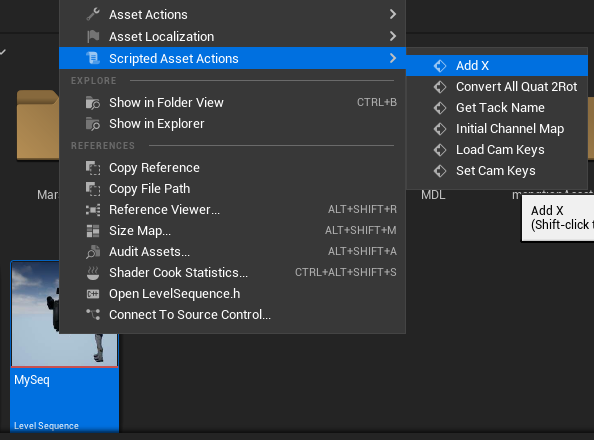 Asset Actions
Asset Localization
Scripted Asset Actions
EXPLORE
Show in Folder View CTRL+B
Show in Explorer
REFERENCES
Copy Reference
Copy File Path
Reference Viewer... ALT+SHIFT+R
Size Map... ALT+SHIFT+M
Audit Assets... ALT+SHIFT+A
Shader Cook Statistics... CTRL+ALT+SHIFT+S
Open LevelSequence.h
Connect To Source Control...
Add X
Convert All Quat 2Rot
Get Tack Name
Initial Channel Map
Load Cam Keys
Set Cam Keys
Mar
MDL
Add X
(Shift-click t
MySeq
Level Sequence